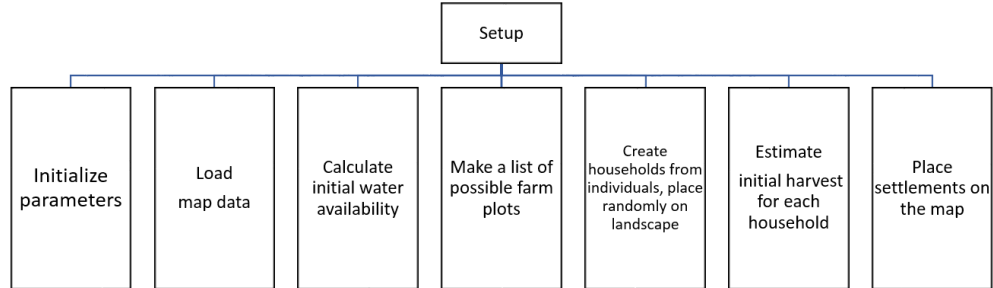 Setup
Initialize
parameters
Load
map data
Calculate
initial water
availability
Make a list of
possible farm
plots
Create
households from
individuals, place
randomly on
landscape
Estimate
initial harvest
for each
household
Place
settlements on
the map